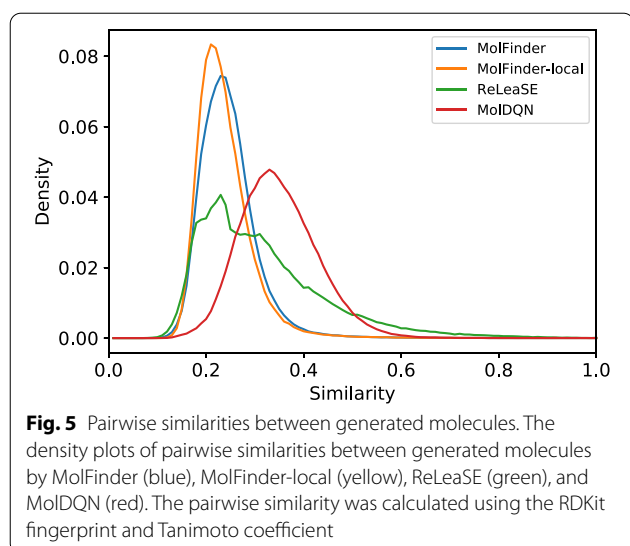 0.08
0.06
0.04
0.02
0.00
Density
MolFinder
MolFinder-local
ReLeaSE
MolDQN
0.0 0.2 0.4 0.6 0.8 1.0
Similarity
Fig. 5 Pairwise similarities between generated molecules. The
density plots of pairwise similarities between generated molecules
by MolFinder (blue), MolFinder-local (yellow), ReLeaSE (green), and
MolDQN (red). The pairwise similarity was calculated using the RDKit
fingerprint and Tanimoto coefficient